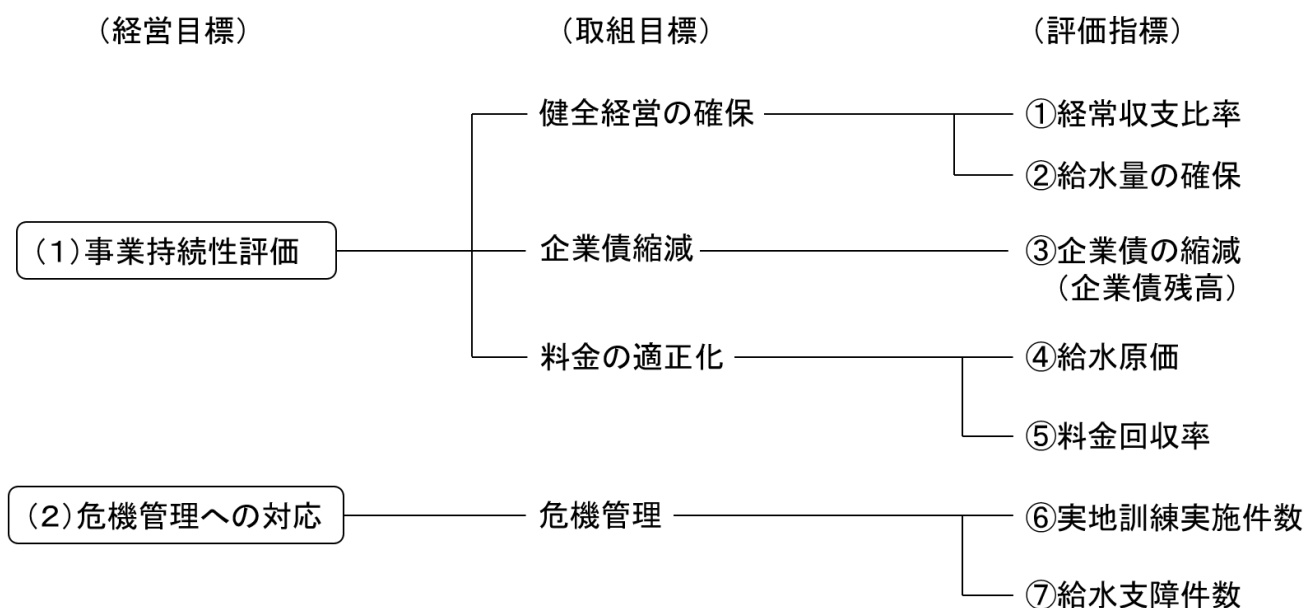 （経営目標）
（取組目標）
（評価指標）
健全経営の確保
①経常収支比率
②給水量の確保
（1）事業持続性評価
企業債縮減
③企業債の縮減
（企業債残高）
料金の適正化
④給水原価
⑤料金回収率
（2）危機管理への対応
危機管理
⑥実地訓練実施件数
⑦給水支障件数